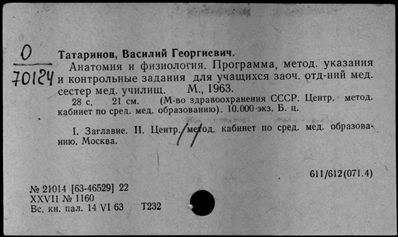 О
70124
Татаринов, Василий Георгиевич.
Анатомия и физиология. Программа, метод. указания
и контрольные задания для учащихся заоч. отд-ний мед.
сестер мед. училищ. М., 1963.
28 с. 21 см. (М-во здравоохранения СССР. Центр. метод.
кабинет по сред. мед. образованию). 10.000 экз. Б. ц.
I. Заглавие. II. Центр. метод. кабинет по сред. мед. образова-
нию. Москва.
611/612(071.4)
№ 21014 [63-46529] 22
XXVII № 1160
Вс. кн. пал. 14 VI 63 Т232